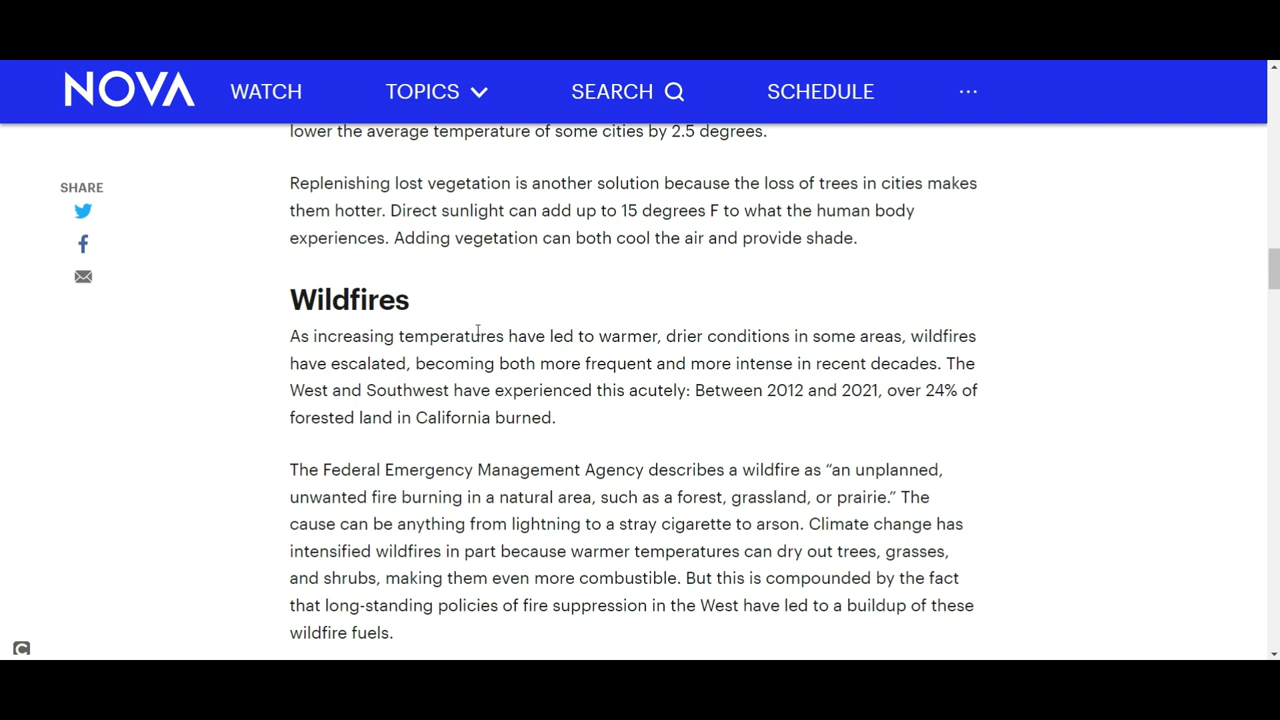 NOVA WATCH TOPICS SEARCH SCHEDULE ...
lower the average temperature of some cities by 2.5 degrees.
SHARE
Replenishing lost vegetation is another solution because the loss of trees in cities makes
them hotter. Direct sunlight can add up to 15 degrees F to what the human body
experiences. Adding vegetation can both cool the air and provide shade.
Wildfires
As increasing temperatures have led to warmer, drier conditions in some areas, wildfires
have escalated, becoming both more frequent and more intense in recent decades. The
West and Southwest have experienced this acutely: Between 2012 and 2021, over 24% of
forested land in California burned.
The Federal Emergency Management Agency describes a wildfire as “an unplanned,
unwanted fire burning in a natural area, such as a forest, grassland, or prairie.” The
cause can be anything from lightning to a stray cigarette to arson. Climate change has
intensified wildfires in part because warmer temperatures can dry out trees, grasses,
and shrubs, making them even more combustible. But this is compounded by the fact
that long-standing policies of fire suppression in the West have led to a buildup of these
wildfire fuels.